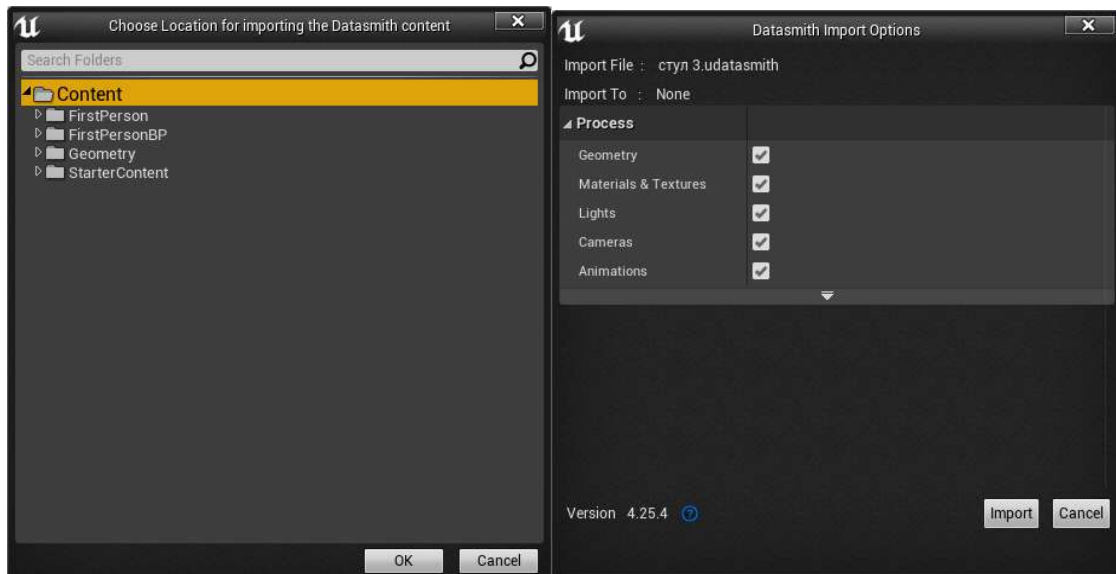 Choose Location for importing the Datasmith content
Search Folders
Content
FirstPerson
FirstPersonBP
Geometry
StarterContent
OK Cancel
Datasmith Import Options
Import File : стул 3.udatasmith
Import To : None
Process
Geometry
Materials & Textures
Lights
Cameras
Animations
Version 4.25.4 ?
Import Cancel